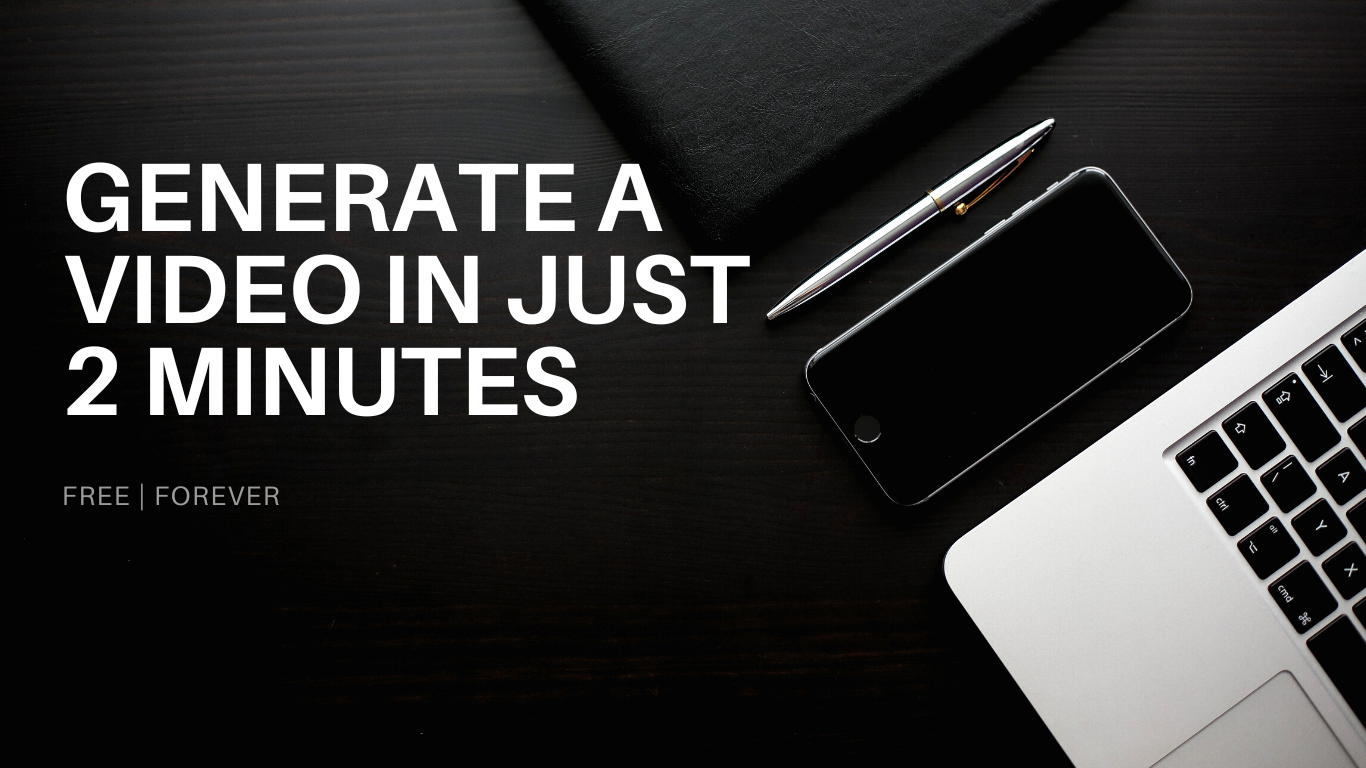 GENERATE A
VIDEO IN JUST
2 MINUTES
FREE | FOREVER
fn
ctrl
alt
cmd
⌘
A
Y
X